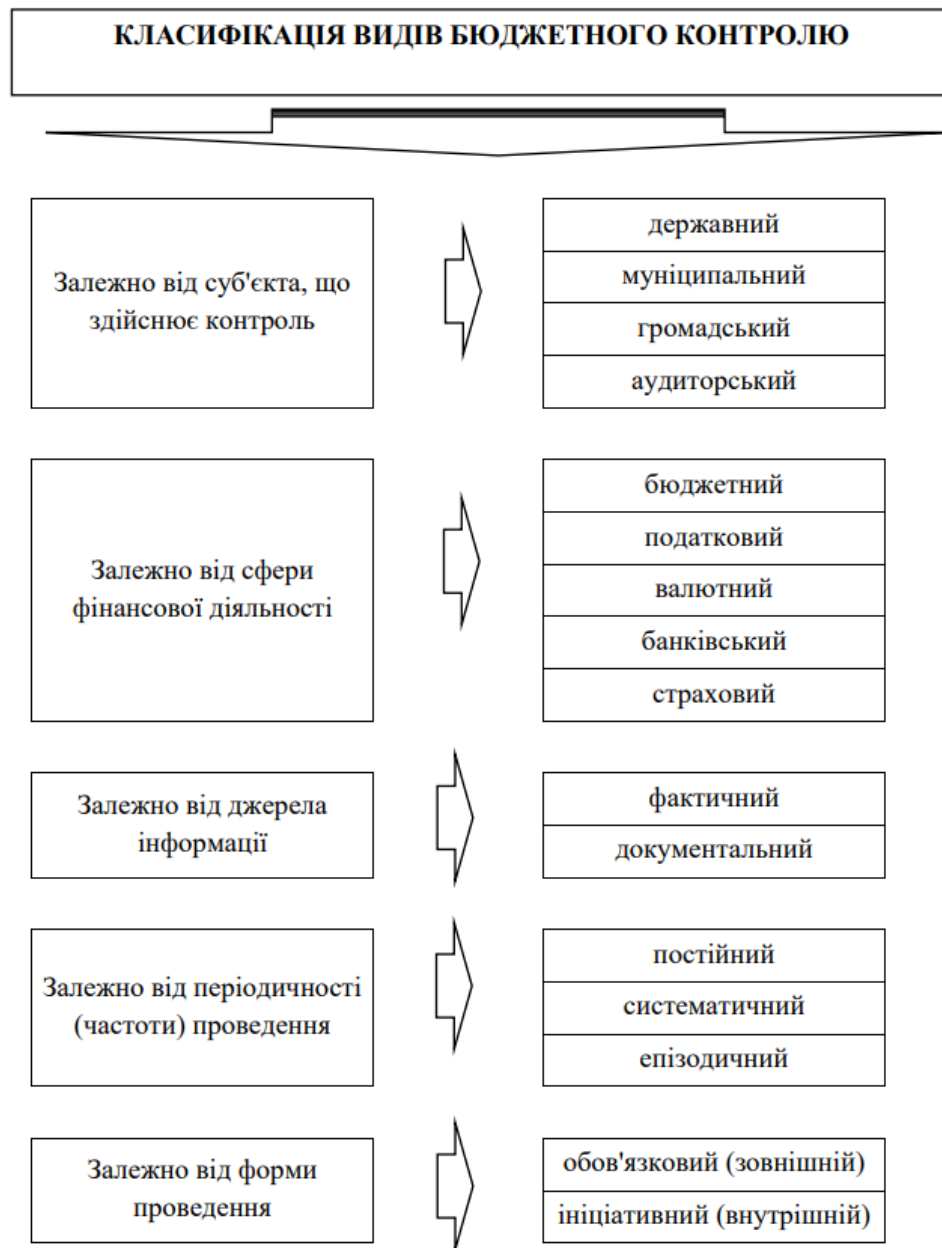 КЛАСИФІКАЦІЯ ВИДІВ БЮДЖЕТНОГО КОНТРОЛЮ
Залежно від суб'єкта, що
здійснює контроль
державний
муніципальний
громадський
аудиторський
Залежно від сфери
фінансової діяльності
бюджетний
податковий
валютний
банківський
страховий
Залежно від джерела
інформації
фактичний
документальний
Залежно від періодичності
(частоти) проведення
постійний
систематичний
епізодичний
Залежно від форми
проведення
обов'язковий (зовнішній)
ініціативний (внутрішній)